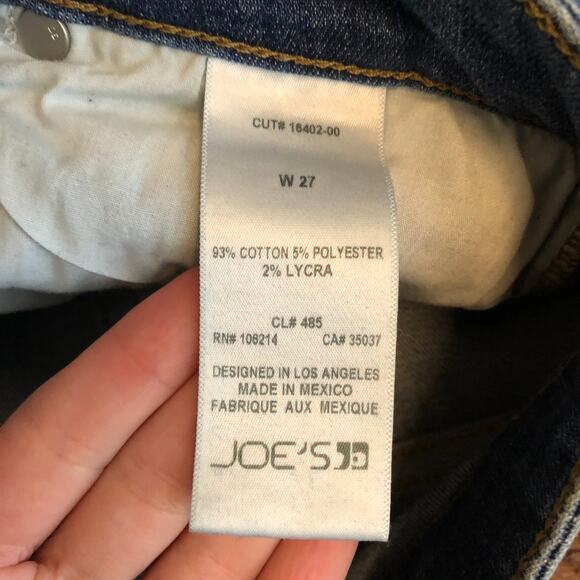 CUT# 16402-00
W 27
93% COTTON 5% POLYESTER
2% LYCRA
CL# 485
RN# 106214 CA# 35037
DESIGNED IN LOS ANGELES
MADE IN MEXICO
FABRIQUE AUX MEXIQUE
JOE'S